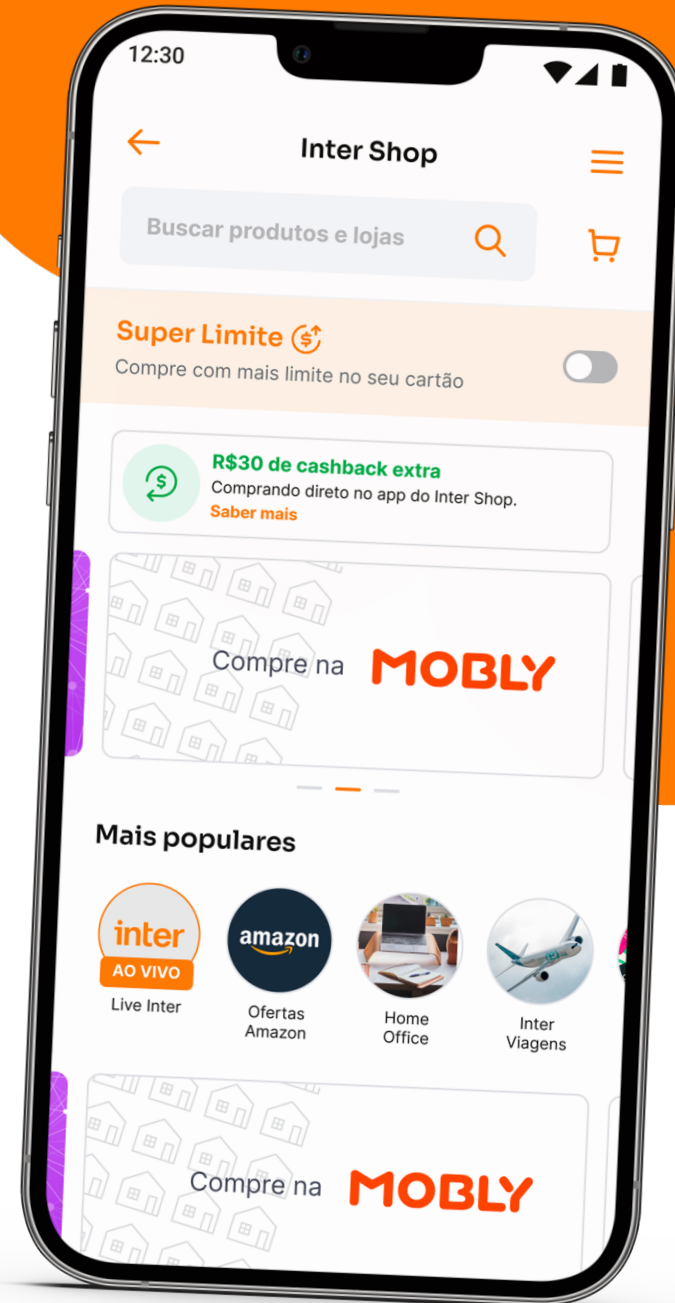 12:30
Inter Shop
Buscar produtos e lojas
Super Limite
Compre com mais limite no seu cartão
R$30 de cashback extra
Comprando direto no app do Inter Shop.
Saber mais
Compre na MOBLY
Mais populares
inter
AO VIVO
Live Inter
amazon
Ofertas
Amazon
Home
Office
Inter
Viagens
Compre na MOBLY